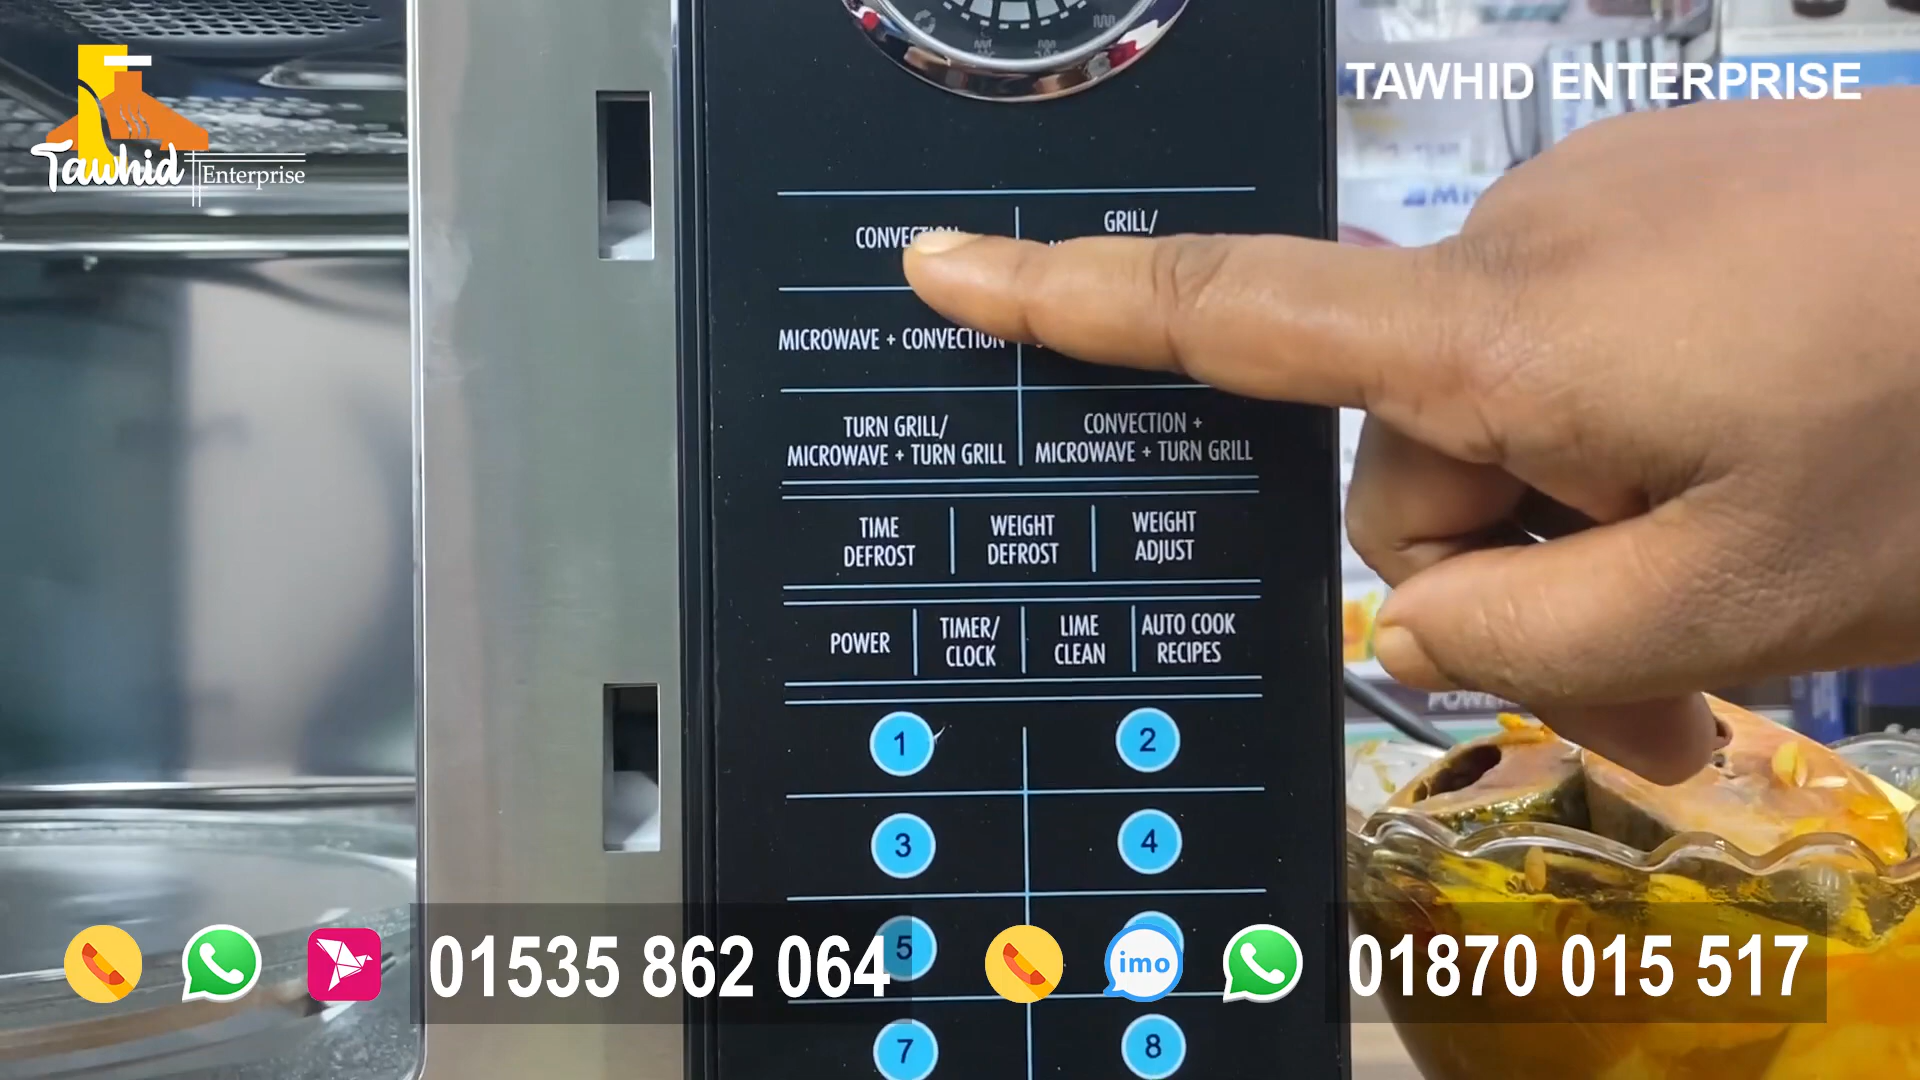 TAWHID ENTERPRISE
Tawhid
Enterprise
CONVECTION
GRILL/
MICROWAVE + CONVECTION
TURN GRILL/
MICROWAVE + TURN GRILL
CONVECTION +
MICROWAVE + TURN GRILL
TIME
DEFROST
WEIGHT
DEFROST
WEIGHT
ADJUST
POWER
TIMER/
CLOCK
LIME
CLEAN
AUTO COOK
RECIPES
1
2
3
4
5
7
8
01535 862 064
imo
01870 015 517